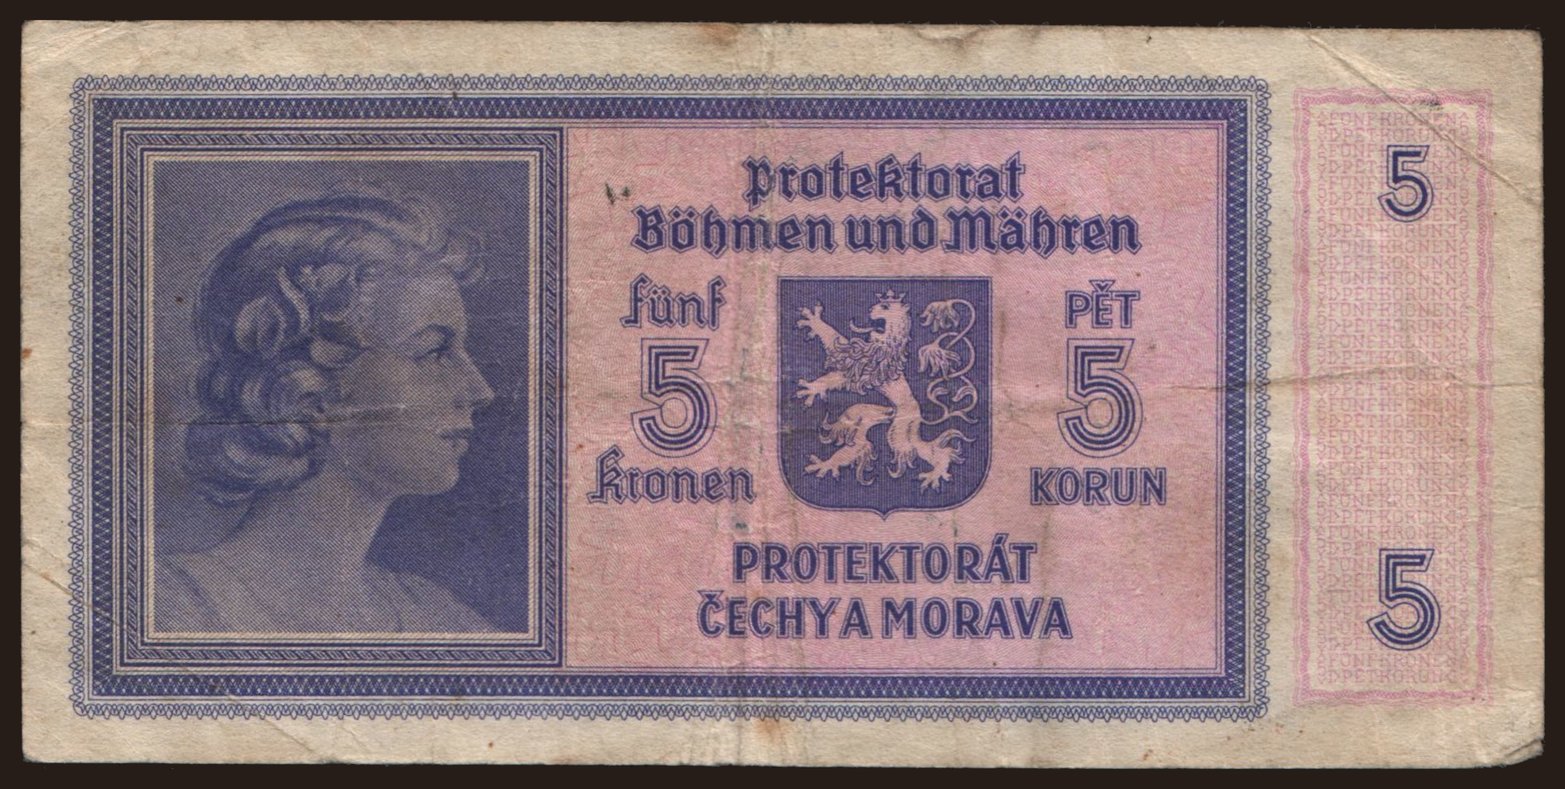 Protektorat
Böhmen und Mähren
fünf
5
Kronen
PĚT
5
KORUN
PROTEKTORÁT
ČECHY A MORAVA
5
5